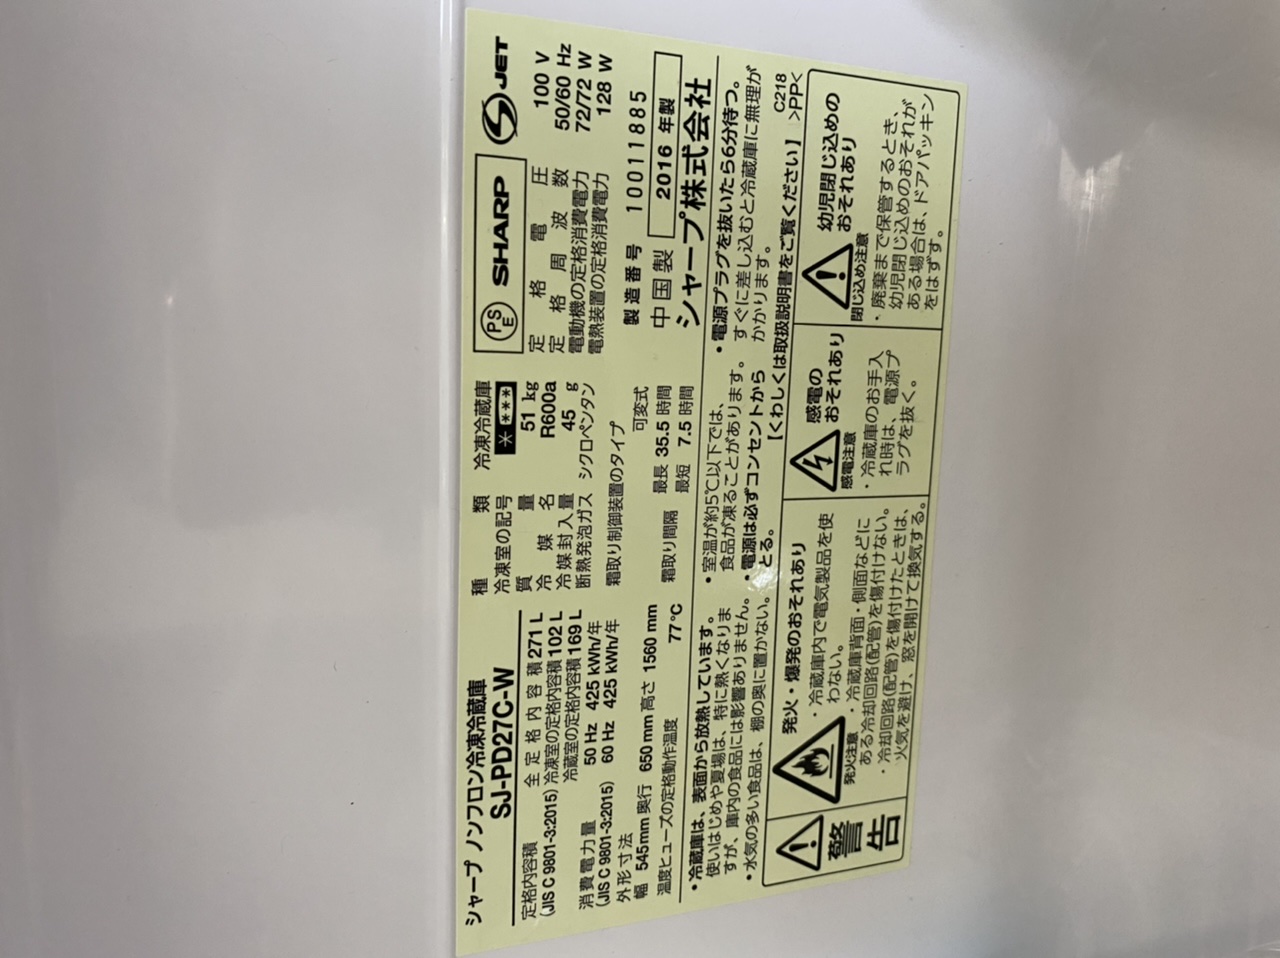 シャープ ノンフロン冷凍冷蔵庫
SJ-PD27C-W
定格内容積 全定格内容積 271 L
(JIS C 9801-3:2015) 冷凍室の定格内容積 102 L
冷蔵室の定格内容積 169 L
消費電力量 50 Hz 425 kWh/年
(JIS C 9801-3:2015) 60 Hz 425 kWh/年
外形寸法
幅 545mm 奥行 650 mm 高さ 1560 mm
温度ヒューズの定格動作温度 77℃
種類 冷凍冷蔵庫
冷凍室の記号 ****
質量 51 kg
冷媒名 R600a
冷媒封入量 45 g
断熱発泡ガス シクロペンタン
霜取り制御装置のタイプ 可変式
霜取り間隔 最長 35.5 時間
最短 7.5 時間
PSE SHARP S JET
定格電圧 100 V
定格周波数 50/60 Hz
電動機の定格消費電力 72/72 W
電熱装置の定格消費電力 128 W
製造番号 10011885
中国製 2016 年製
シャープ株式会社
・冷蔵庫は、表面から放熱しています。
使いはじめや夏場は、特に熱くなりま
すが、庫内の食品には影響ありません。
・水気の多い食品は、棚の奥に置かない。
・室温が約5℃以下では、
食品が凍ることがあります。
・電源は必ずコンセントから
とる。
・電源プラグを抜いたら6分待つ。
すぐに差し込むと冷蔵庫に無理が
かかります。
【くわしくは取扱説明書をご覧ください】
C218
>PP<
警告
発火・爆発のおそれあり
発火注意
・冷蔵庫内で電気製品を使
わない。
・冷蔵庫背面・側面などに
ある冷却回路(配管)を傷付けない。
・冷却回路(配管)を傷付けたときは、
火気を避け、窓を開けて換気する。
感電の
おそれあり
感電注意
・冷蔵庫のお手入
れ時は、電源プ
ラグを抜く。
幼児閉じ込めの
おそれあり
閉じ込め注意
・廃棄まで保管するとき、
幼児閉じ込めのおそれが
ある場合は、ドアパッキン
をはずす。